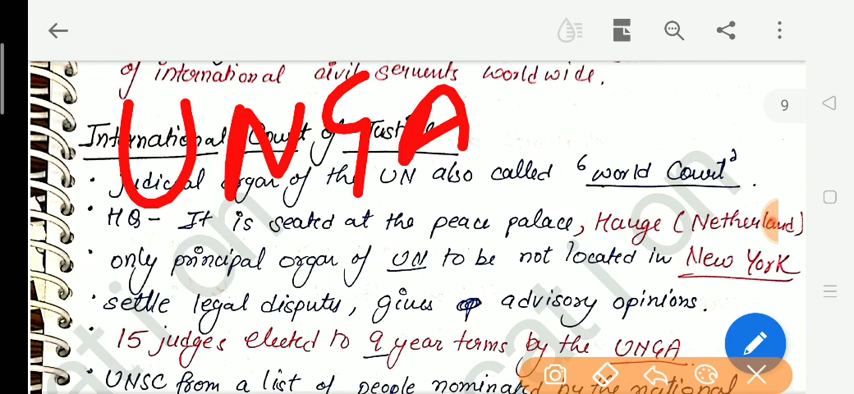 of international civil servents worldwide.
9
UNGA
International Court of Justice
• Judicial organ of the UN also called 'World Court'.
• HQ - It is seated at the peace palace, Hauge (Netherland)
• only principal organ of UN to be not located in New York
• settle legal disputs, gives advisory opinions.
• 15 judges elected to 9 year terms by the UNGA
• UNSC from a list of people nominated by the national